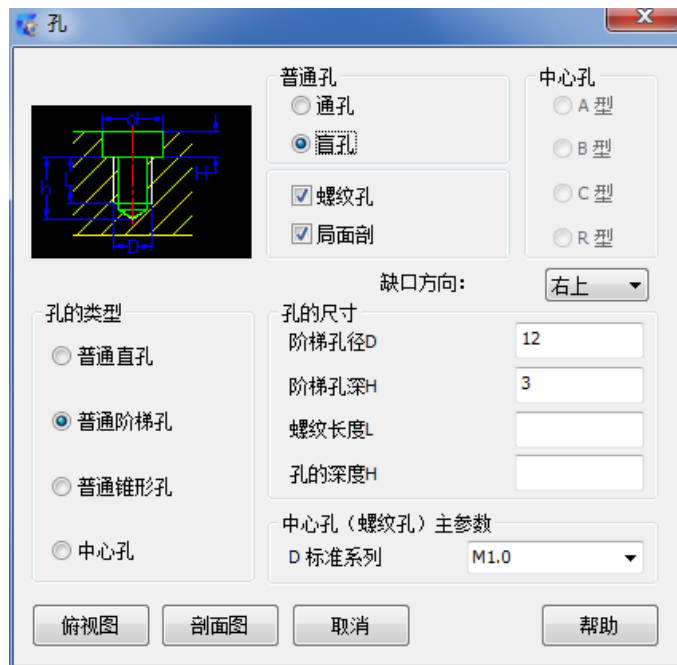 孔
普通孔
通孔
盲孔
螺纹孔
局面剖
中心孔
A 型
B 型
C 型
R 型
d
H
h
L
D
缺口方向：
右上
孔的类型
普通直孔
普通阶梯孔
普通锥形孔
中心孔
孔的尺寸
阶梯孔径D
12
阶梯孔深H
3
螺纹长度L
孔的深度H
中心孔（螺纹孔）主参数
D 标准系列
M1.0
俯视图
剖面图
取消
帮助